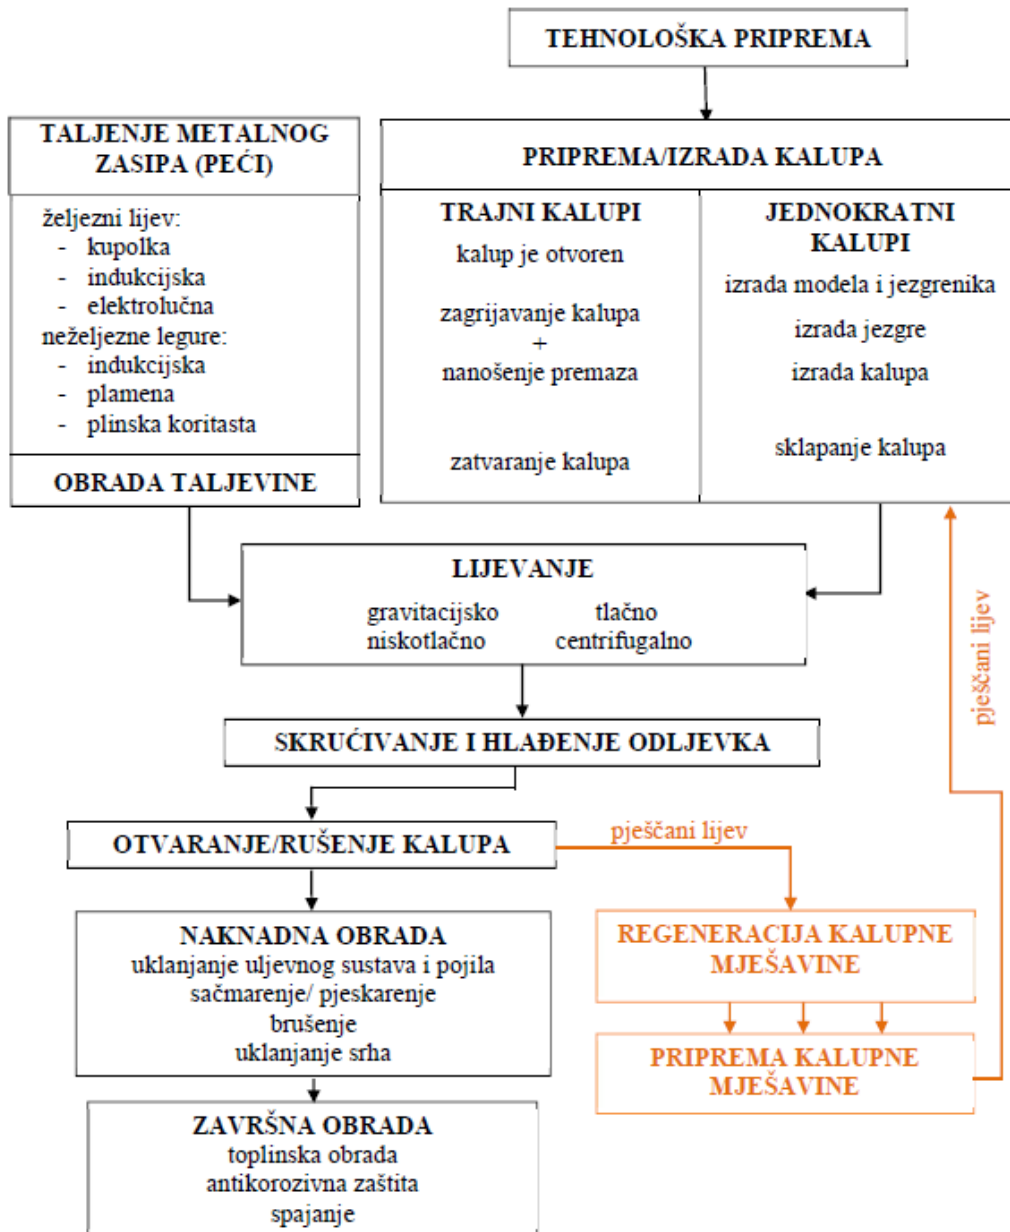 TEHNOLOŠKA PRIPREMA
TALJENJE METALNOG
ZASIPA (PEĆI)
željezni lijev:
- kupolka
- indukcijska
- elektrolučna
neželjezne legure:
- indukcijska
- plamena
- plinska koritasta
OBRADA TALJEVINE
PRIPREMA/IZRADA KALUPA
TRAJNI KALUPI
kalup je otvoren
zagrijavanje kalupa
+
nanošenje premaza
zatvaranje kalupa
JEDNOKRATNI
KALUPI
izrada modela i jezgrenika
izrada jezgre
izrada kalupa
sklapanje kalupa
LIJEVANJE
gravitacijsko tlačno
niskotlačno centrifugalno
pješčani lijev
SKRUĆIVANJE I HLAĐENJE ODLJEVKA
OTVARANJE/RUŠENJE KALUPA
pješčani lijev
NAKNADNA OBRADA
uklanjanje uljevnog sustava i pojila
sačmarenje/ pjeskarenje
brušenje
uklanjanje srha
REGENERACIJA KALUPNE
MJEŠAVINE
PRIPREMA KALUPNE
MJEŠAVINE
ZAVRŠNA OBRADA
toplinska obrada
antikorozivna zaštita
spajanje